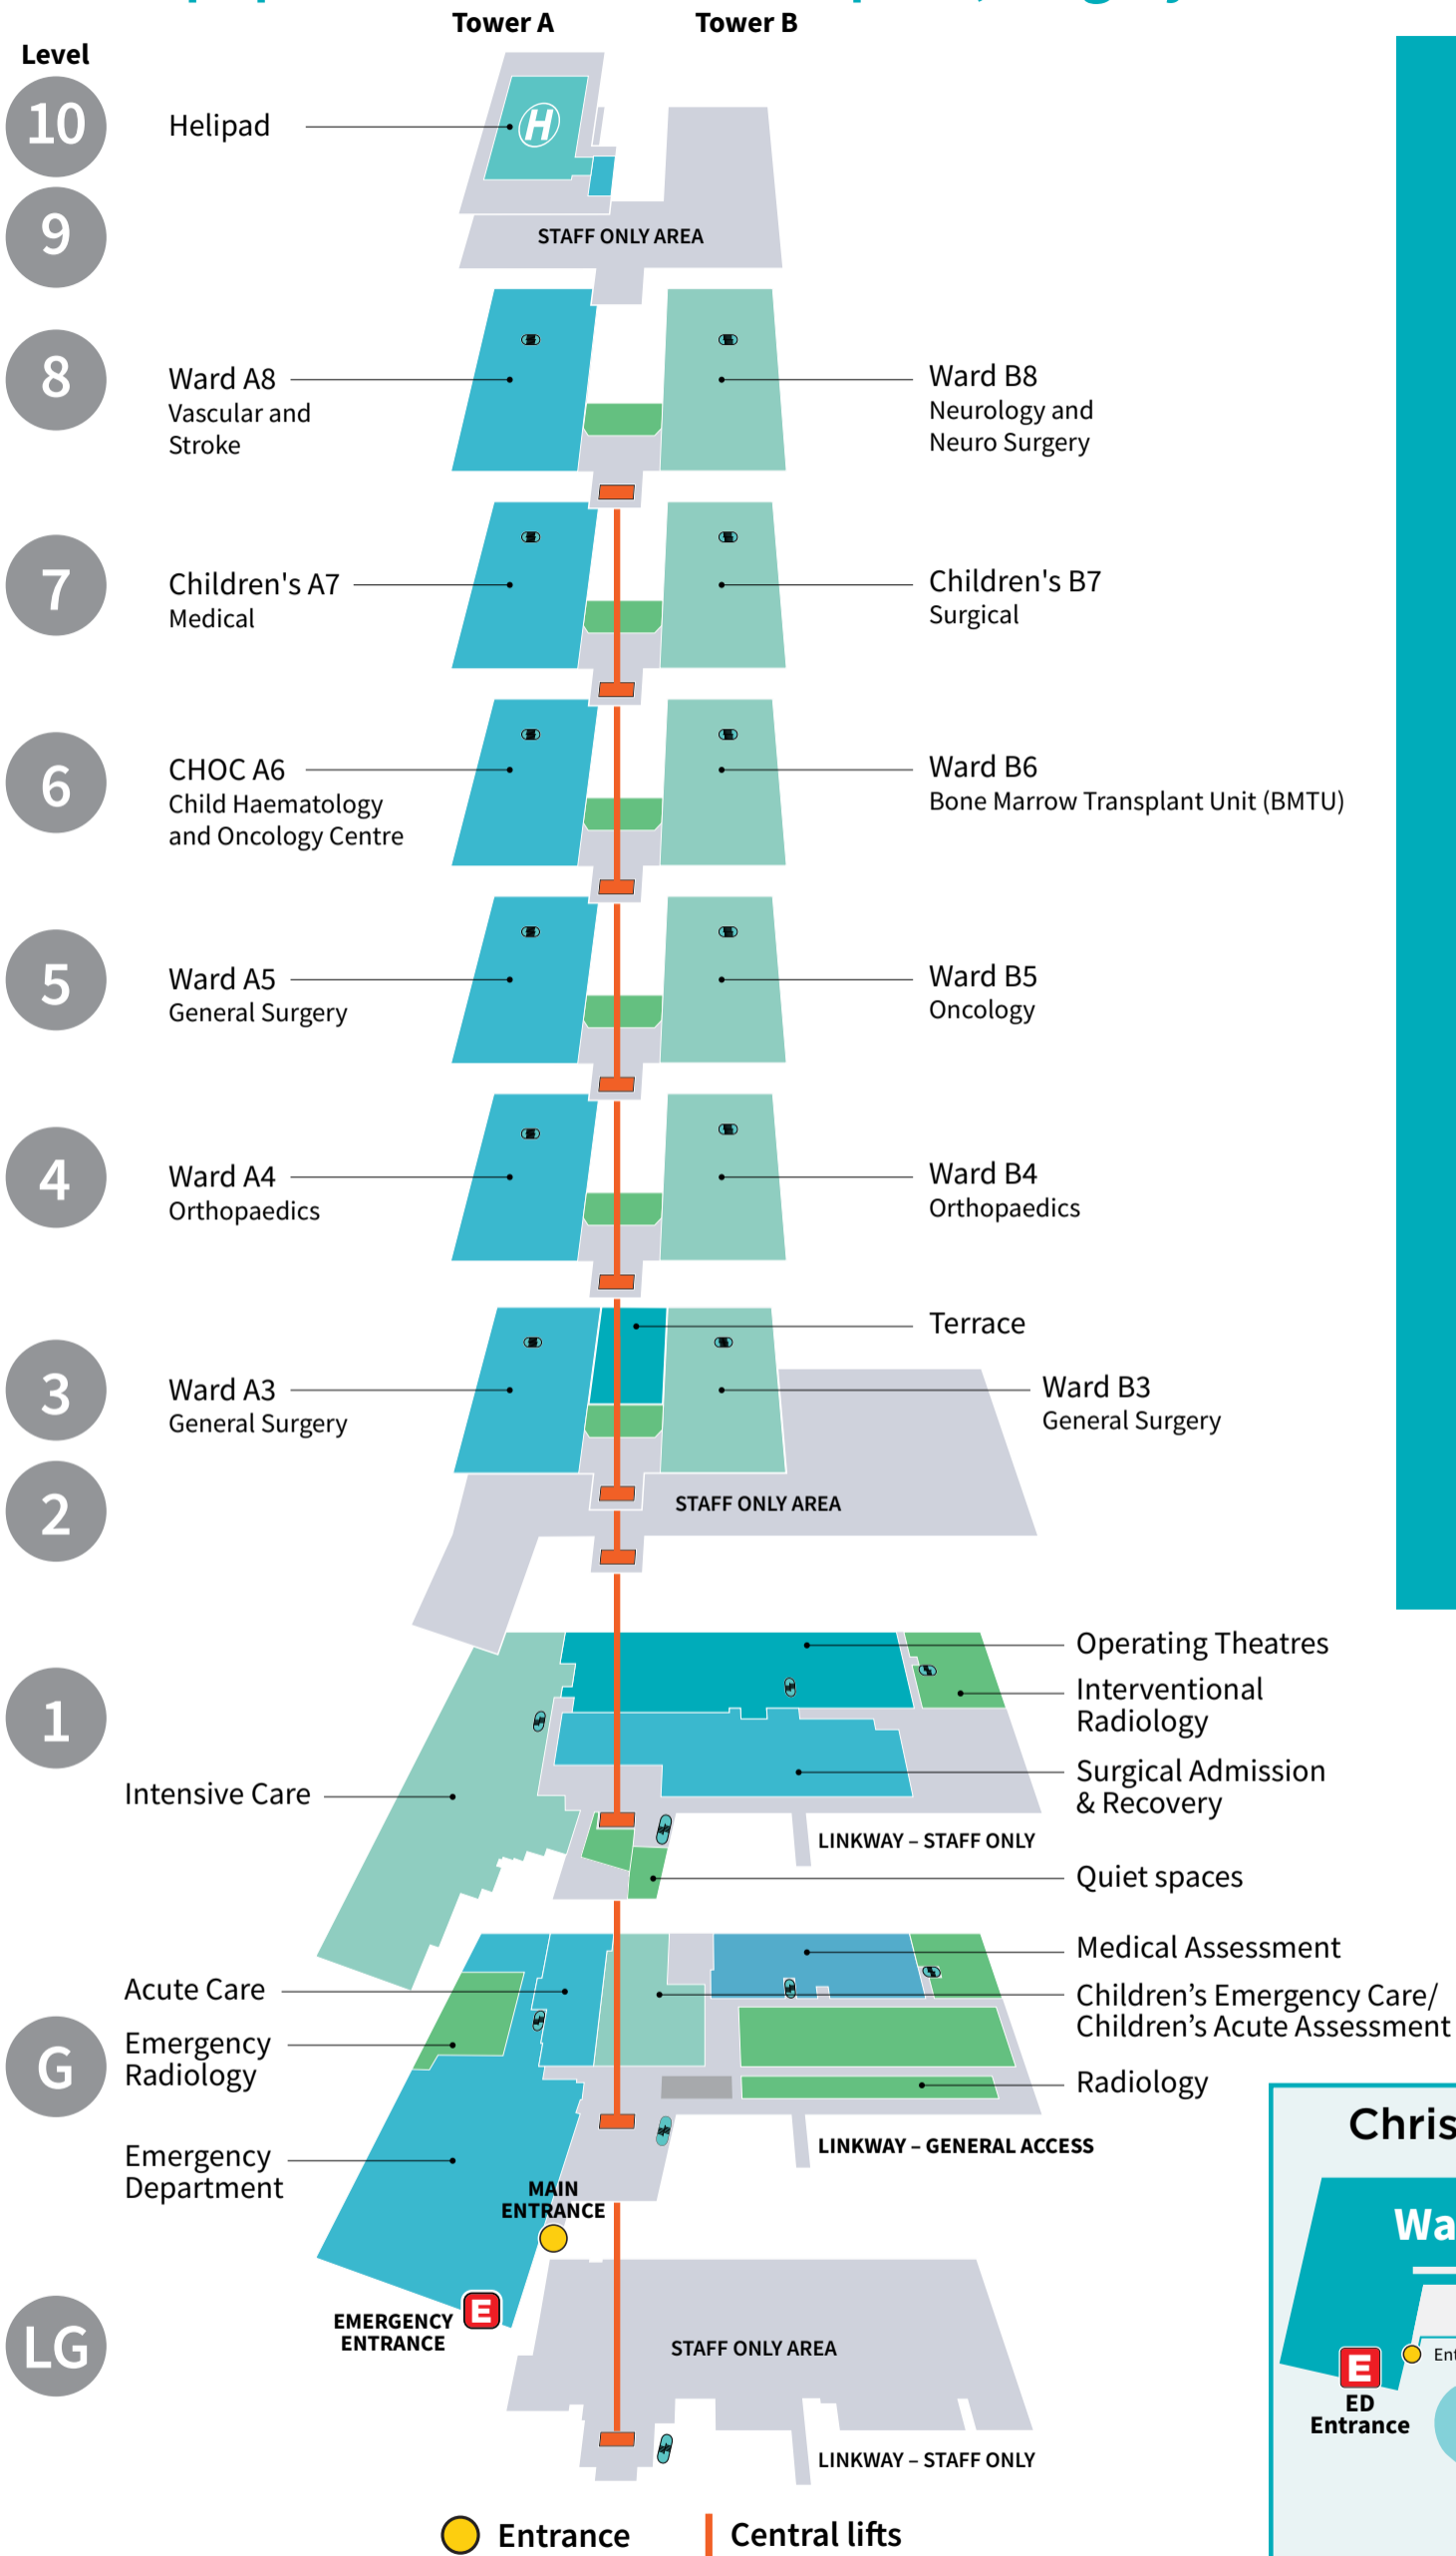 Tower A
Tower B
Level
10
Helipad
H
9
STAFF ONLY AREA
8
Ward A8
Vascular and
Stroke
Ward B8
Neurology and
Neuro Surgery
7
Children's A7
Medical
Children's B7
Surgical
6
CHOC A6
Child Haematology
and Oncology Centre
Ward B6
Bone Marrow Transplant Unit (BMTU)
5
Ward A5
General Surgery
Ward B5
Oncology
4
Ward A4
Orthopaedics
Ward B4
Orthopaedics
Terrace
3
Ward A3
General Surgery
Ward B3
General Surgery
2
STAFF ONLY AREA
1
Operating Theatres
Interventional
Radiology
Surgical Admission
& Recovery
Intensive Care
LINKWAY – STAFF ONLY
Quiet spaces
G
Medical Assessment
Acute Care
Children’s Emergency Care/
Children’s Acute Assessment
Emergency
Radiology
Radiology
LINKWAY – GENERAL ACCESS
Emergency
Department
MAIN
ENTRANCE
E
EMERGENCY
ENTRANCE
LG
STAFF ONLY AREA
LINKWAY – STAFF ONLY
Chris
Wa
Ent
E
ED
Entrance
Entrance
Central lifts